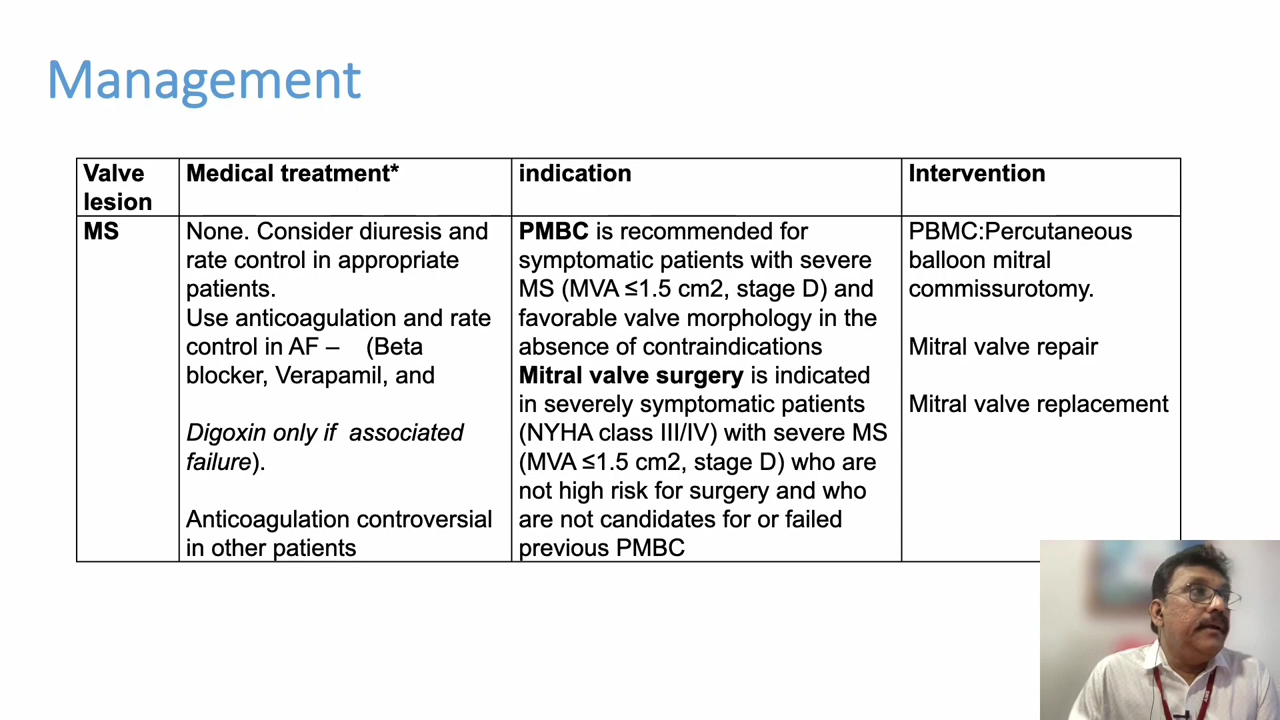 Management
Valve
lesion
Medical treatment*
indication
Intervention
MS
None. Consider diuresis and
rate control in appropriate
patients.
Use anticoagulation and rate
control in AF – (Beta
blocker, Verapamil, and
Digoxin only if associated
failure).
Anticoagulation controversial
in other patients
PMBC is recommended for
symptomatic patients with severe
MS (MVA ≤1.5 cm2, stage D) and
favorable valve morphology in the
absence of contraindications
Mitral valve surgery is indicated
in severely symptomatic patients
(NYHA class III/IV) with severe MS
(MVA ≤1.5 cm2, stage D) who are
not high risk for surgery and who
are not candidates for or failed
previous PMBC
PBMC:Percutaneous
balloon mitral
commissurotomy.
Mitral valve repair
Mitral valve replacement